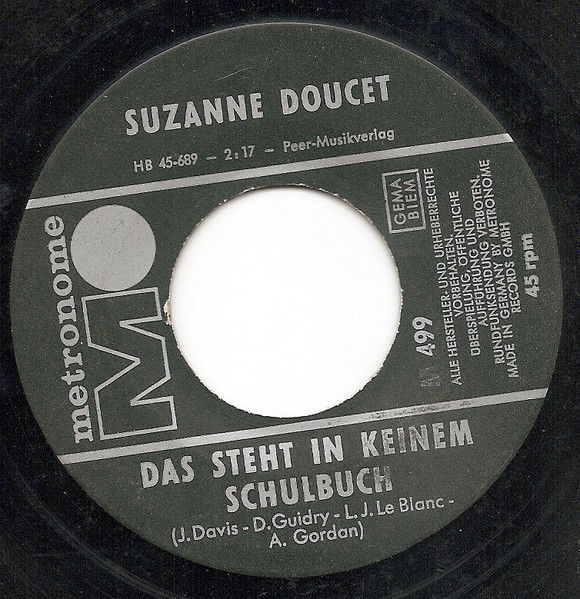 SUZANNE DOUCET
HB 45-689 – 2:17 – Peer-Musikverlag
metronome
M
GEMA
BIEM
M 499
ALLE HERSTELLER- UND URHEBERRECHTE
VORBEHALTEN.
ÜBERSPIELUNG, ÖFFENTLICHE
AUFFÜHRUNG UND
RUNDFUNKSENDUNG VERBOTEN.
MADE IN GERMANY BY METRONOME
RECORDS GMBH
45 rpm
DAS STEHT IN KEINEM
SCHULBUCH
(J. Davis - D. Guidry - L. J. Le Blanc -
A. Gordan)